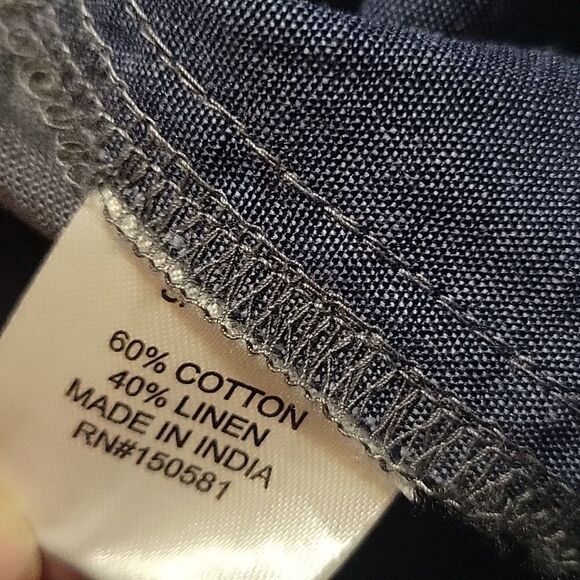 60% COTTON
40% LINEN
MADE IN INDIA
RN#150581